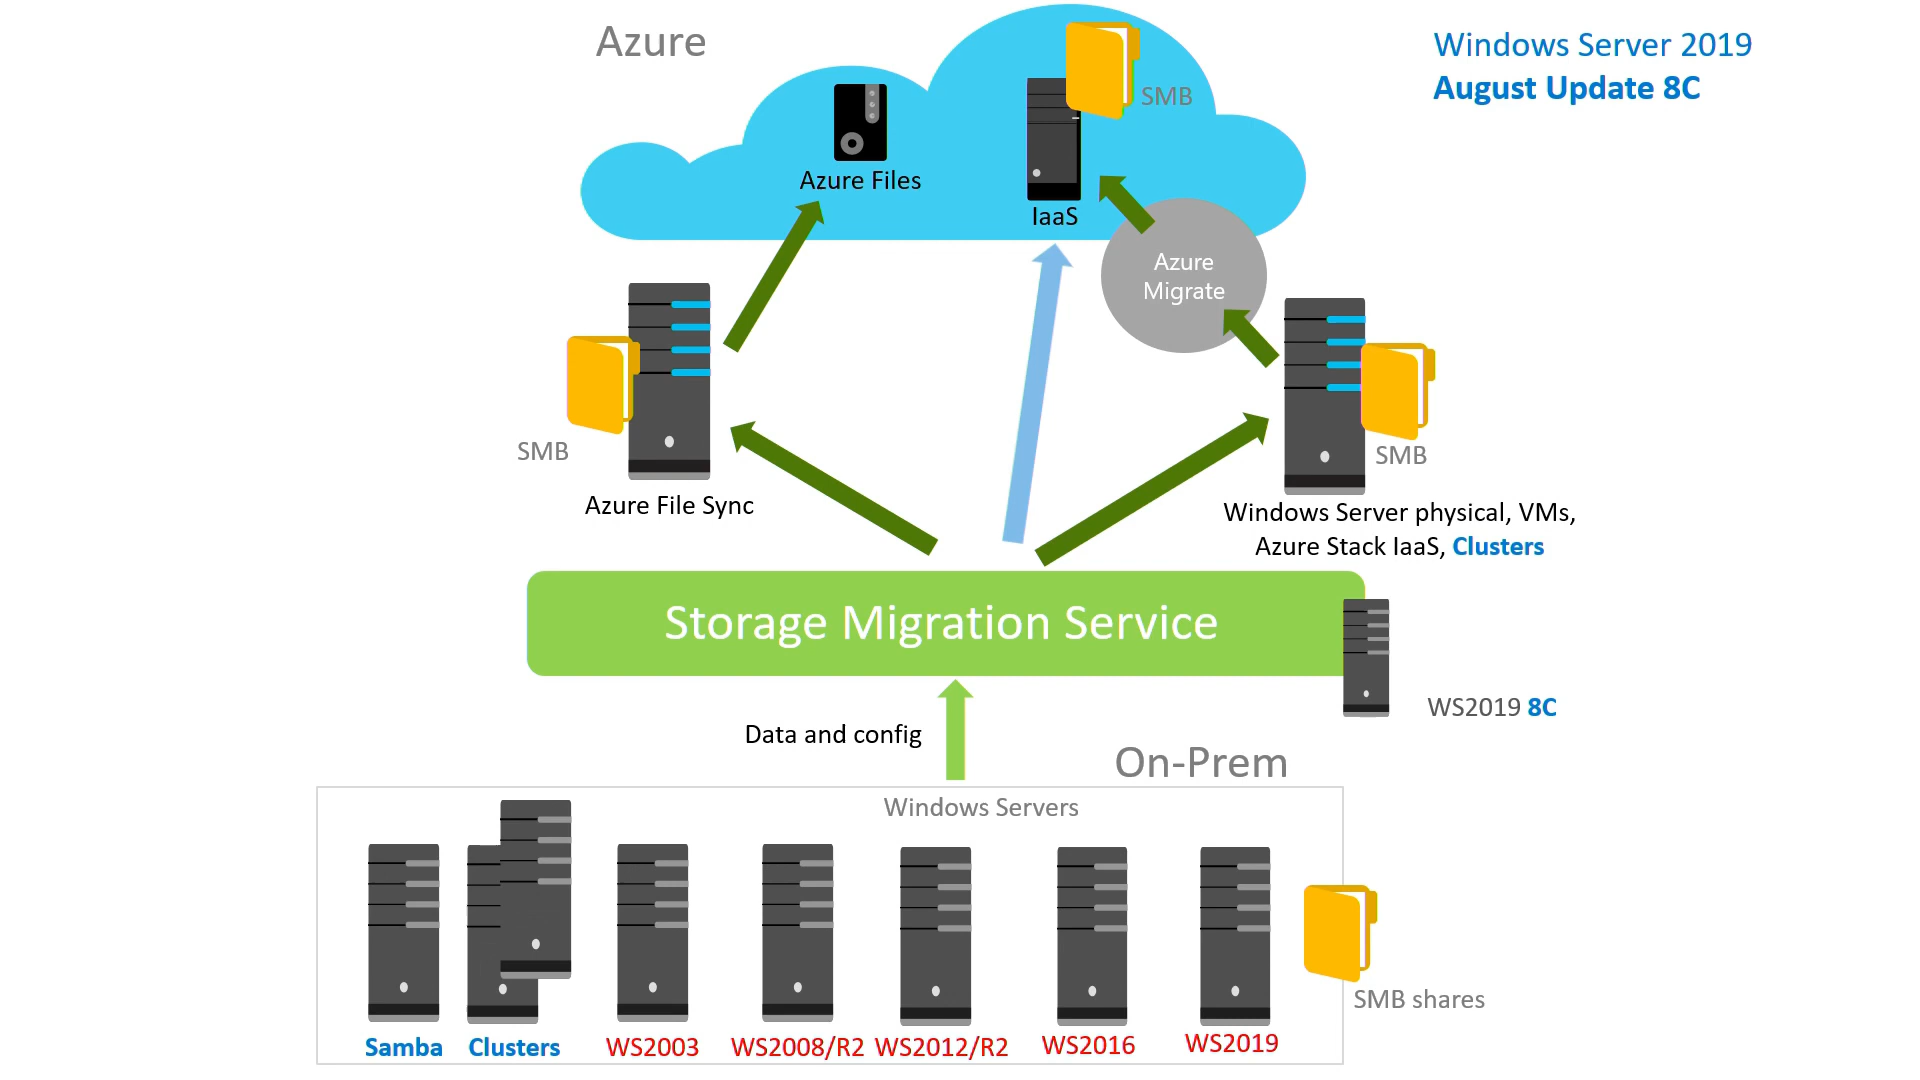 Azure
Windows Server 2019
August Update 8C
SMB
Azure Files
IaaS
Azure
Migrate
SMB
Azure File Sync
SMB
Windows Server physical, VMs,
Azure Stack IaaS, Clusters
Storage Migration Service
WS2019 8C
Data and config
On-Prem
Windows Servers
SMB shares
Samba
Clusters
WS2003
WS2008/R2
WS2012/R2
WS2016
WS2019